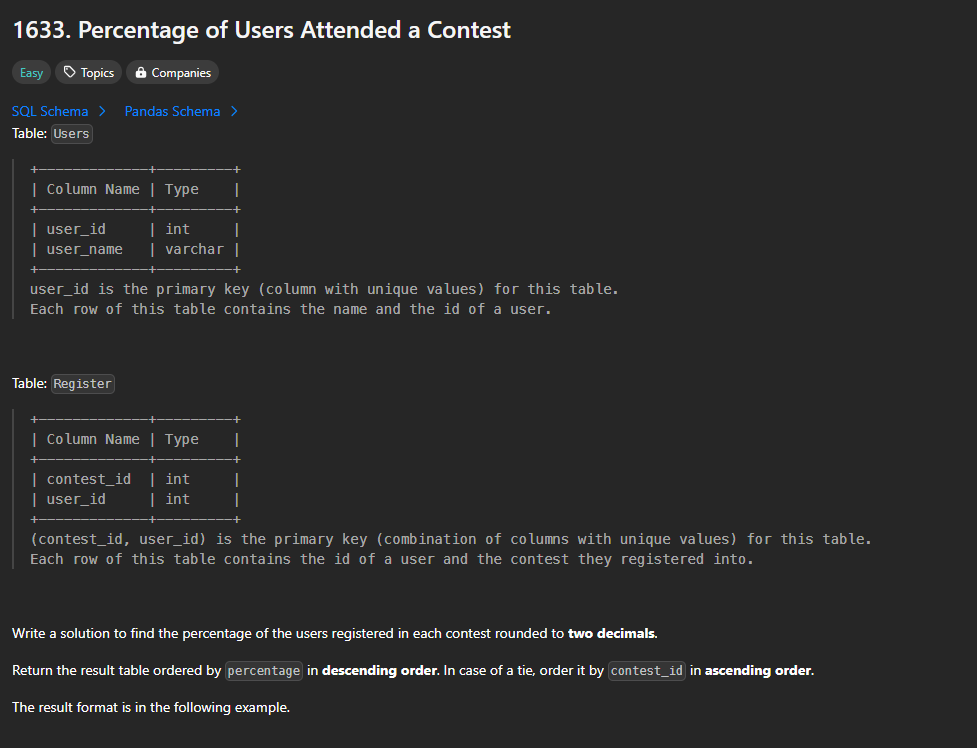 1633. Percentage of Users Attended a Contest
Easy Topics Companies
SQL Schema > Pandas Schema >
Table: Users
+-------------+---------+
| Column Name | Type    |
+-------------+---------+
| user_id     | int     |
| user_name   | varchar |
+-------------+---------+
user_id is the primary key (column with unique values) for this table.
Each row of this table contains the name and the id of a user.
Table: Register
+-------------+---------+
| Column Name | Type    |
+-------------+---------+
| contest_id  | int     |
| user_id     | int     |
+-------------+---------+
(contest_id, user_id) is the primary key (combination of columns with unique values) for this table.
Each row of this table contains the id of a user and the contest they registered into.
Write a solution to find the percentage of the users registered in each contest rounded to two decimals.
Return the result table ordered by percentage in descending order. In case of a tie, order it by contest_id in ascending order.
The result format is in the following example.